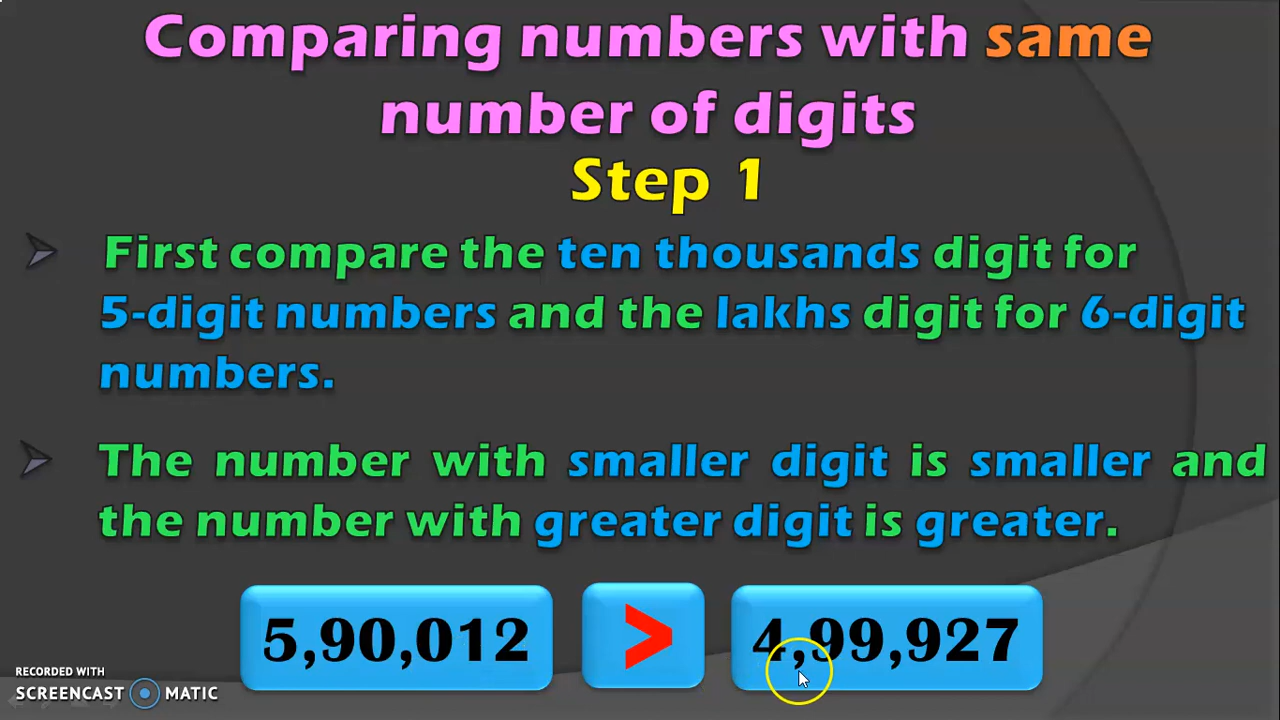 Comparing numbers with same
number of digits
Step 1
First compare the ten thousands digit for
5-digit numbers and the lakhs digit for 6-digit
numbers.
The number with smaller digit is smaller and
the number with greater digit is greater.
5,90,012 > 4,99,927
RECORDED WITH
SCREENCAST MATIC